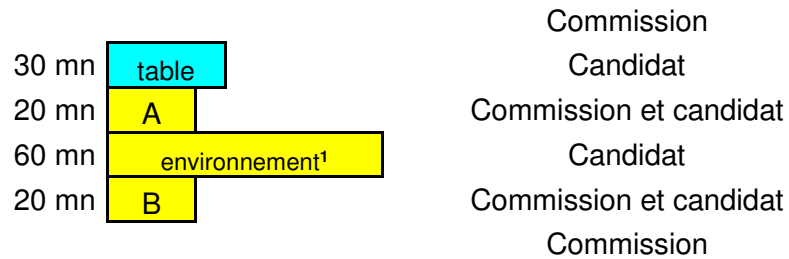 Commission
30 mn table Candidat
20 mn A Commission et candidat
60 mn environnement¹ Candidat
20 mn B Commission et candidat
Commission